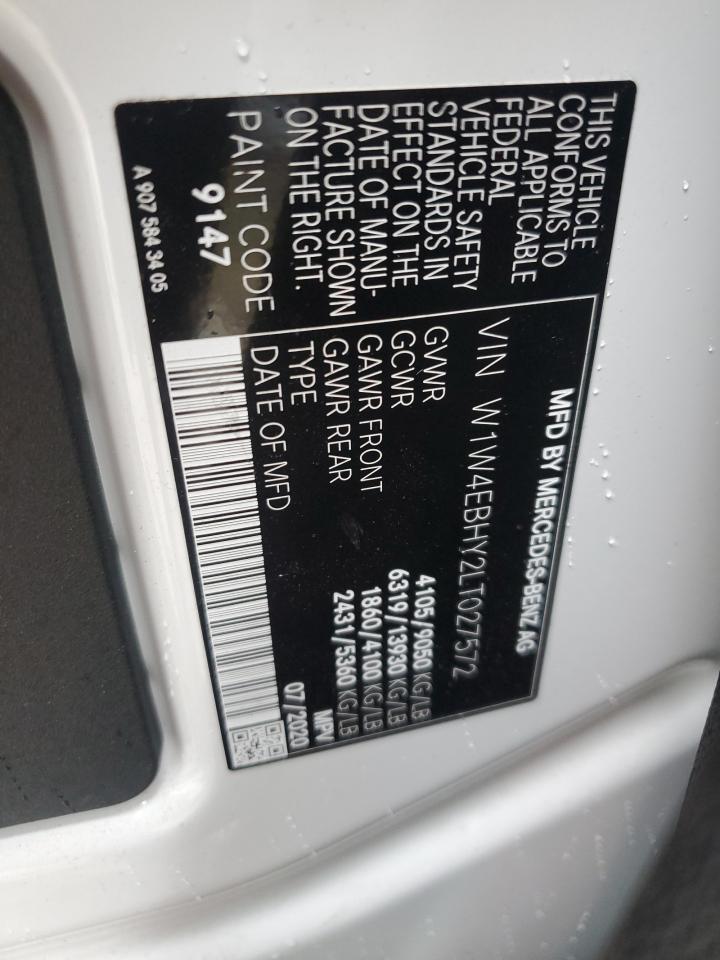 MFD BY MERCEDES-BENZ AG
THIS VEHICLE
CONFORMS TO
ALL APPLICABLE
FEDERAL
VEHICLE SAFETY
STANDARDS IN
EFFECT ON THE
DATE OF MANU-
FACTURE SHOWN
ON THE RIGHT.
PAINT CODE
9147
A 907 584 34 05
VIN W1W4EBHY2LT027572
GVWR 4105/9050 KG/LB
GCWR 6319/13930 KG/LB
GAWR FRONT 1860/4100 KG/LB
GAWR REAR 2431/5360 KG/LB
TYPE MPV
DATE OF MFD 07/2020